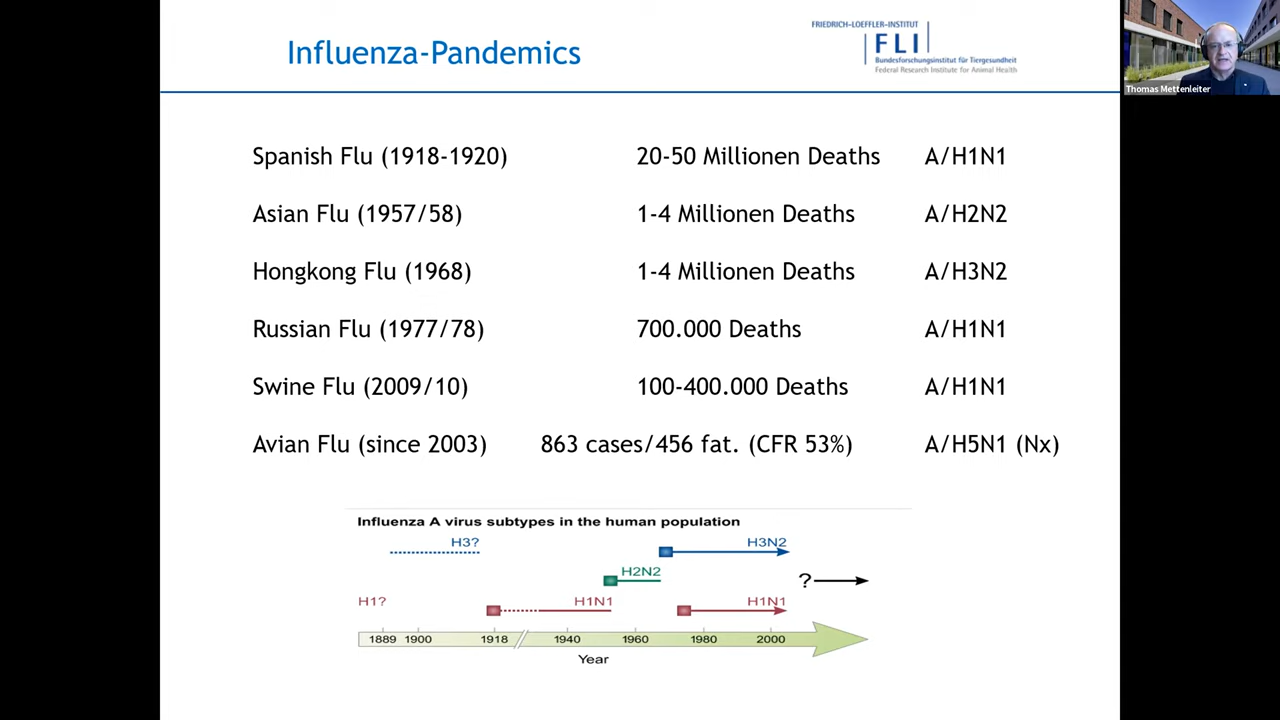 Influenza-Pandemics
FRIEDRICH-LOEFFLER-INSTITUT
FLI
Bundesforschungsinstitut für Tiergesundheit
Federal Research Institute for Animal Health
Thomas Mettenleiter
Spanish Flu (1918-1920) 20-50 Millionen Deaths A/H1N1
Asian Flu (1957/58) 1-4 Millionen Deaths A/H2N2
Hongkong Flu (1968) 1-4 Millionen Deaths A/H3N2
Russian Flu (1977/78) 700.000 Deaths A/H1N1
Swine Flu (2009/10) 100-400.000 Deaths A/H1N1
Avian Flu (since 2003) 863 cases/456 fat. (CFR 53%) A/H5N1 (Nx)
Influenza A virus subtypes in the human population
H3? H3N2
H2N2 ?
H1? H1N1 H1N1
1889 1900 1918 1940 1960 1980 2000
Year